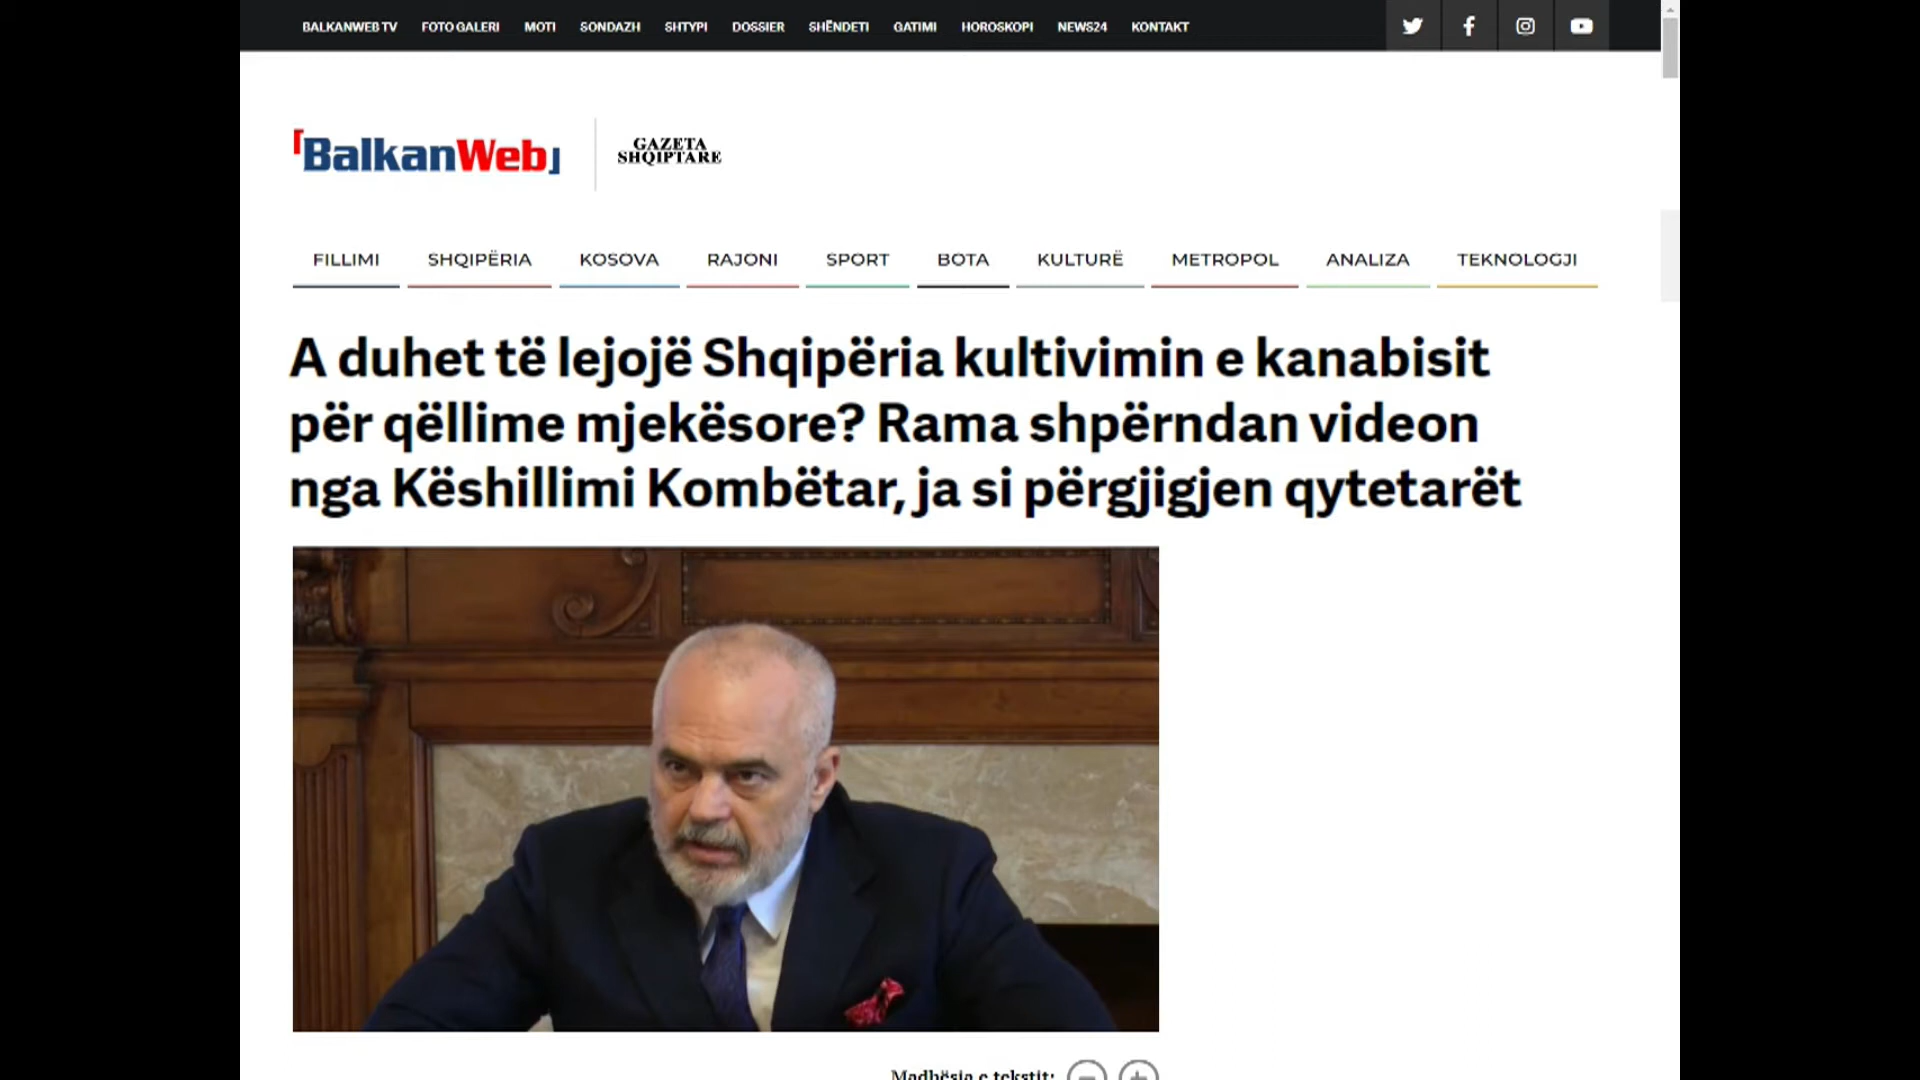 BALKANWEB TV FOTO GALERI MOTI SONDAZH SHTYPI DOSSIER SHËNDETI GATIMI HOROSKOPI NEWS24 KONTAKT
BalkanWeb
GAZETA
SHQIPTARE
FILLIMI SHQIPËRIA KOSOVA RAJONI SPORT BOTA KULTURË METROPOL ANALIZA TEKNOLOGJI
A duhet të lejojë Shqipëria kultivimin e kanabisit
për qëllime mjekësore? Rama shpërndan videon
nga Këshillimi Kombëtar, ja si përgjigjen qytetarët
Madhësia e tekstit: